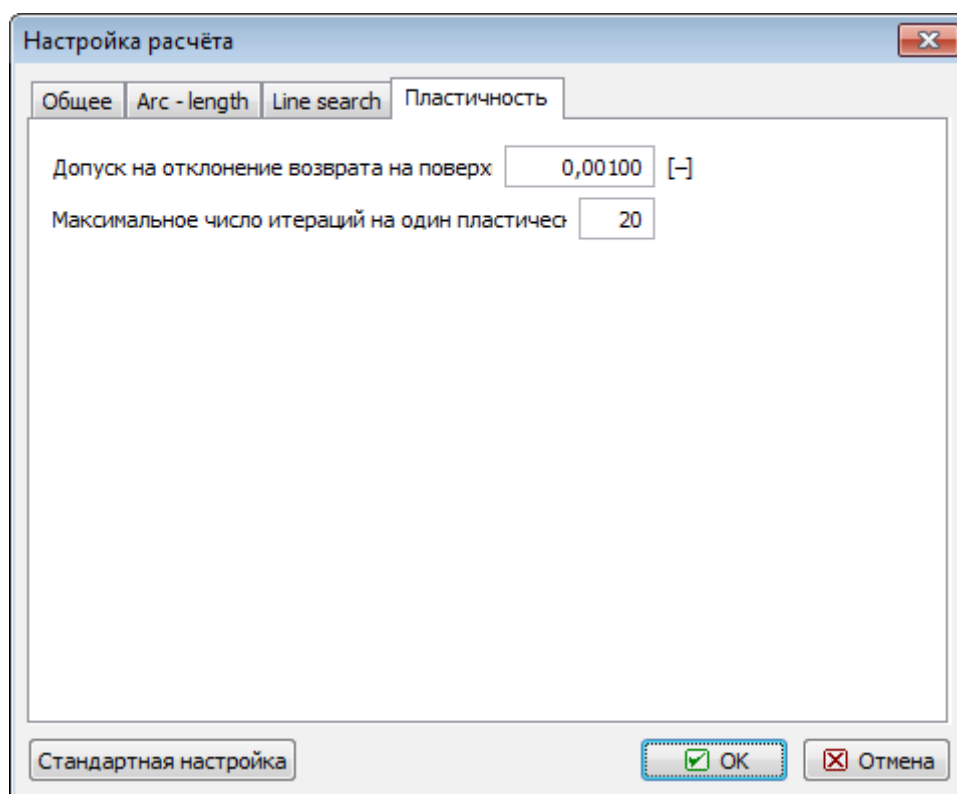 Настройка расчёта
Общее Arc - length Line search Пластичность
Допуск на отклонение возврата на поверх 0,00100 [–]
Максимальное число итераций на один пластичес 20
Стандартная настройка OK Отмена